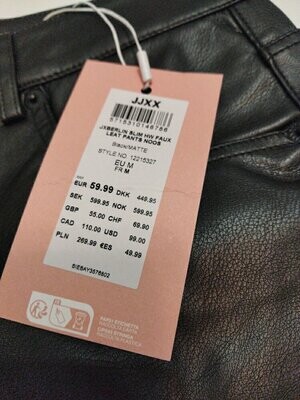 JJXX
5715310146766
JXBERLIN SLIM HW FAUX
LEAT PANTS NOOS
Black/MATTE
STYLE NO. 12215327
EU M
FR M
EUR 59.99 DKK 449.95
SEK 599.95 NOK 599.95
GBP 55.00 CHF 69.90
CAD 110.00 USD 99.00
PLN 269.99 €ES 49.99